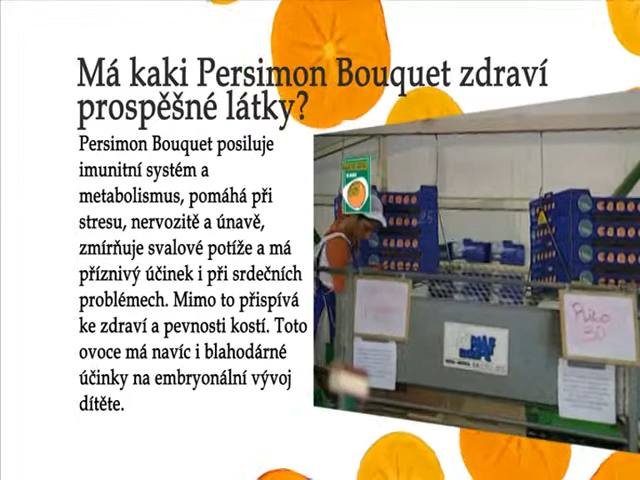 Má kaki Persimon Bouquet zdraví
prospěšné látky?
Persimon Bouquet posiluje
imunitní systém a
metabolismus, pomáhá při
stresu, nervozitě a únavě,
zmírňuje svalové potíže a má
příznivý účinek i při srdečních
problémech. Mimo to přispívá
ke zdraví a pevnosti kostí. Toto
ovoce má navíc i blahodárné
účinky na embryonální vývoj
dítěte.
30